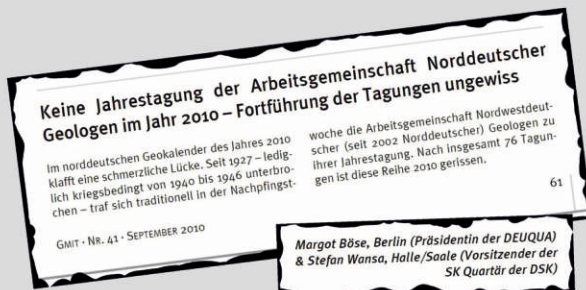 Keine Jahrestagung der Arbeitsgemeinschaft Norddeutscher
Geologen im Jahr 2010 – Fortführung der Tagungen ungewiss
Im norddeutschen Geokalender des Jahres 2010
klafft eine schmerzliche Lücke. Seit 1927 – ledig-
lich kriegsbedingt von 1940 bis 1946 unterbro-
chen – traf sich traditionell in der Nachpfingst-
woche die Arbeitsgemeinschaft Nordwestdeut-
scher (seit 2002 Norddeutscher) Geologen zu
ihrer Jahrestagung. Nach insgesamt 76 Tagun-
gen ist diese Reihe 2010 gerissen.
GMIT · NR. 41 · SEPTEMBER 2010
61
Margot Böse, Berlin (Präsidentin der DEUQUA)
& Stefan Wansa, Halle/Saale (Vorsitzender der
SK Quartär der DSK)